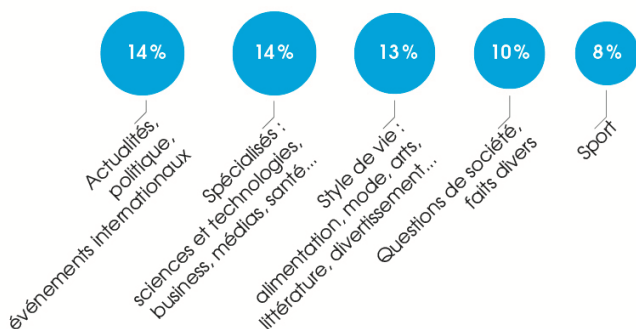 14%
14%
13%
10%
8%
Actualités,
politique,
événements internationaux
Spécialisés :
sciences et technologies,
business, médias, santé...
Style de vie :
alimentation, mode, arts,
littérature, divertissement...
Questions de société,
faits divers
Sport